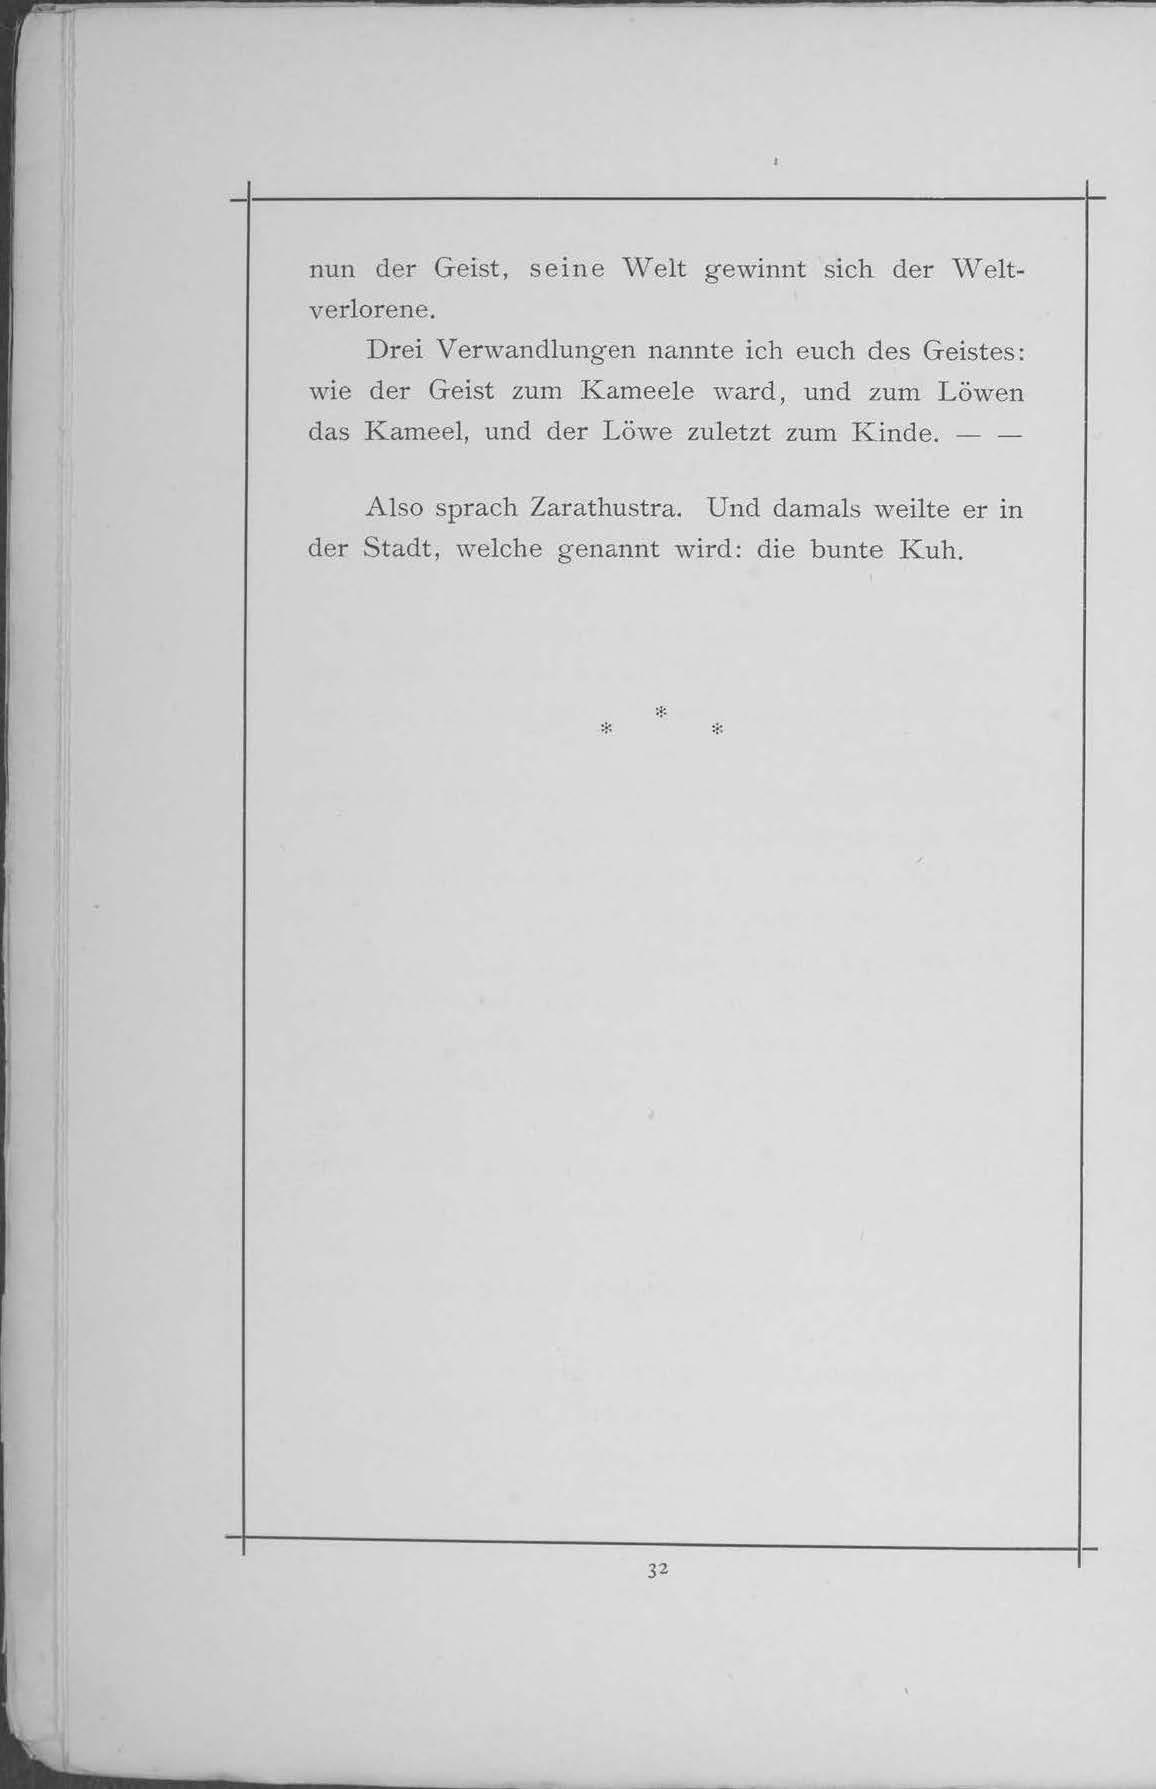 nun der Geist, seine Welt gewinnt sich der Welt-
verlorene.
Drei Verwandlungen nannte ich euch des Geistes:
wie der Geist zum Kameele ward, und zum Löwen
das Kameel, und der Löwe zuletzt zum Kinde. — —
Also sprach Zarathustra. Und damals weilte er in
der Stadt, welche genannt wird: die bunte Kuh.
* * *
32